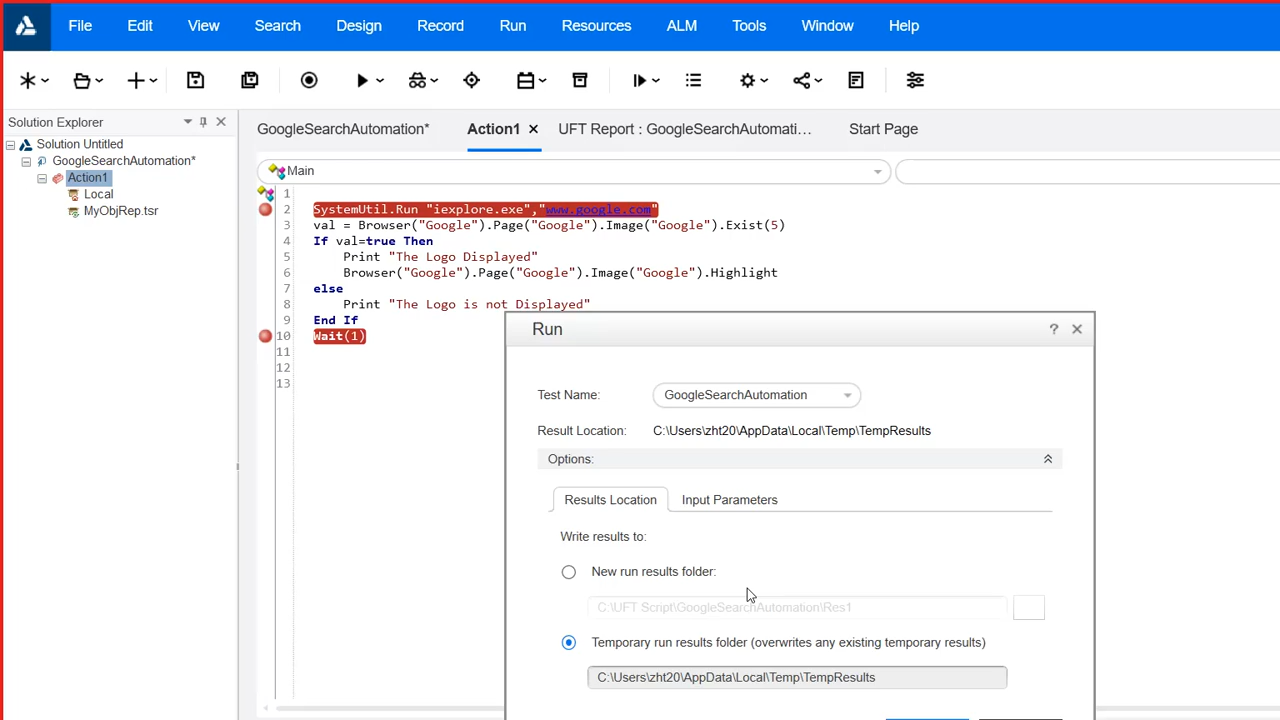 File Edit View Search Design Record Run Resources ALM Tools Window Help
Solution Explorer
Solution Untitled
GoogleSearchAutomation*
Action1
Local
MyObjRep.tsr
GoogleSearchAutomation* Action1 UFT Report : GoogleSearchAutomati... Start Page
Main
1
2 SystemUtil.Run "iexplore.exe","www.google.com"
3 val = Browser("Google").Page("Google").Image("Google").Exist(5)
4 If val=true Then
5 Print "The Logo Displayed"
6 Browser("Google").Page("Google").Image("Google").Highlight
7 else
8 Print "The Logo is not Displayed"
9 End If
10 Wait(1)
11
12
13
Run
?
Test Name: GoogleSearchAutomation
Result Location: C:\Users\zht20\AppData\Local\Temp\TempResults
Options:
Results Location Input Parameters
Write results to:
New run results folder:
C:\UFT Script\GoogleSearchAutomation\Res1
Temporary run results folder (overwrites any existing temporary results)
C:\Users\zht20\AppData\Local\Temp\TempResults